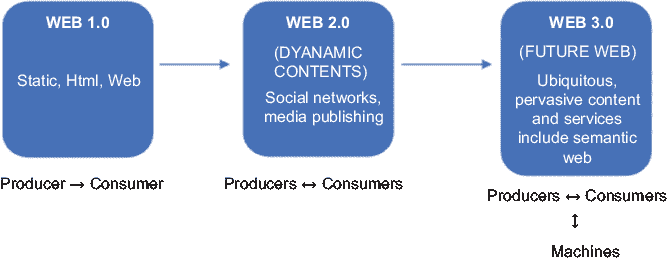 WEB 1.0
Static, Html, Web
Producer → Consumer
WEB 2.0
(DYANAMIC
CONTENTS)
Social networks,
media publishing
Producers ↔ Consumers
WEB 3.0
(FUTURE WEB)
Ubiquitous,
pervasive content
and services
include semantic
web
Producers ↔ Consumers
↕
Machines